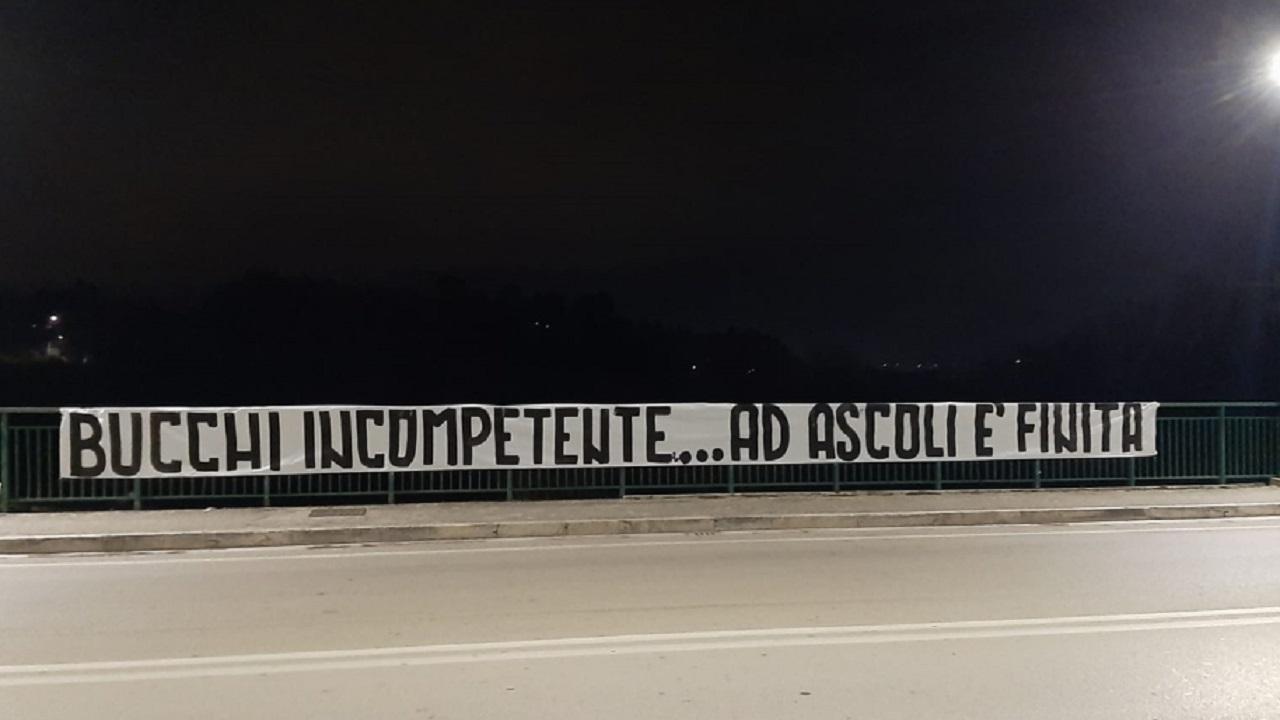 BUCCHI INCOMPETENTE....AD ASCOLI E' FINITA